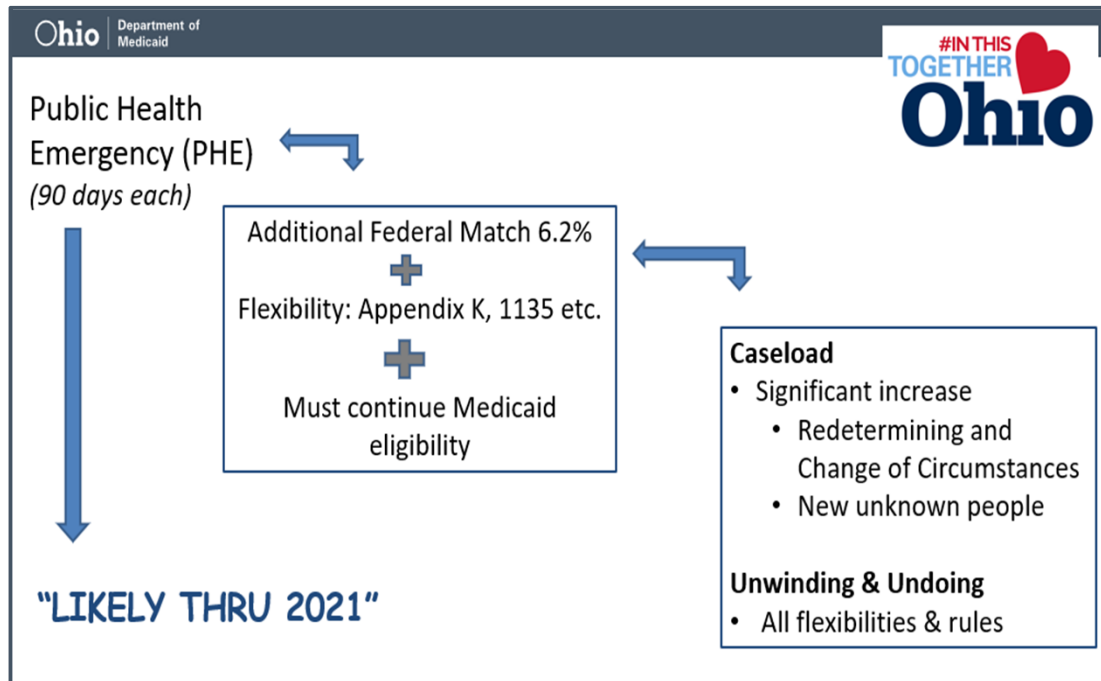 Ohio
Department of
Medicaid
#IN THIS
TOGETHER
Ohio
Public Health
Emergency (PHE)
(90 days each)
Additional Federal Match 6.2%
Flexibility: Appendix K, 1135 etc.
Must continue Medicaid
eligibility
Caseload
• Significant increase
• Redetermining and
Change of Circumstances
• New unknown people
Unwinding & Undoing
• All flexibilities & rules
“LIKELY THRU 2021”